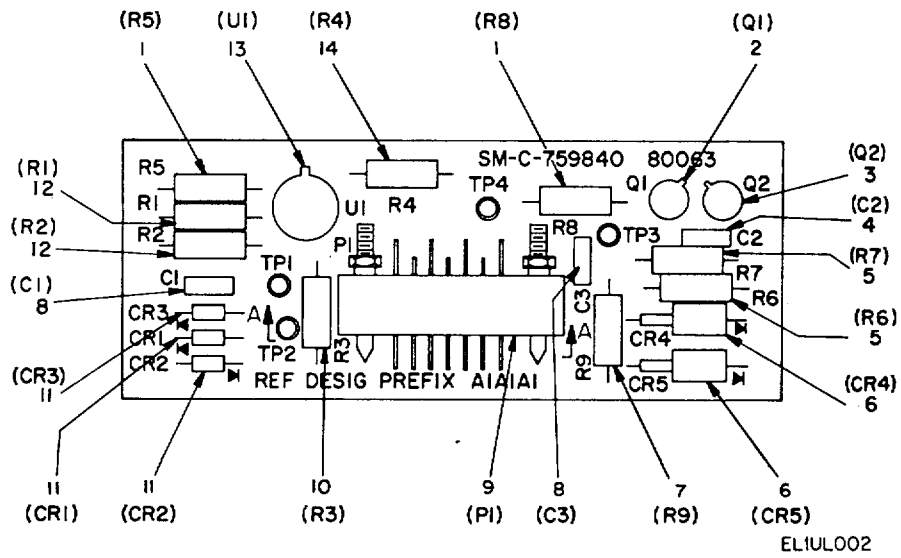 (R5) (U1) (R4) (R8) (Q1)
1 13 14 1 2
SM-C-759840 80063
(R1)
12
(R2)
12
(C1)
8
(CR3)
11
R5
R1
R2
C1
CR3
CR1
CR2
U1
R4
TP4
R8
Q1
Q2
P1
TP1
TP2
TP3
C2
R7
R6
C3
R3
R9
A
A
CR4
CR5
REF DESIG PREFIX A1A1A1
(Q2)
3
(C2)
4
(R7)
5
(R6)
5
(CR4)
6
11 11 10 9 8 7 6
(CR1) (CR2) (R3) (P1) (C3) (R9) (CR5)
EL1UL002